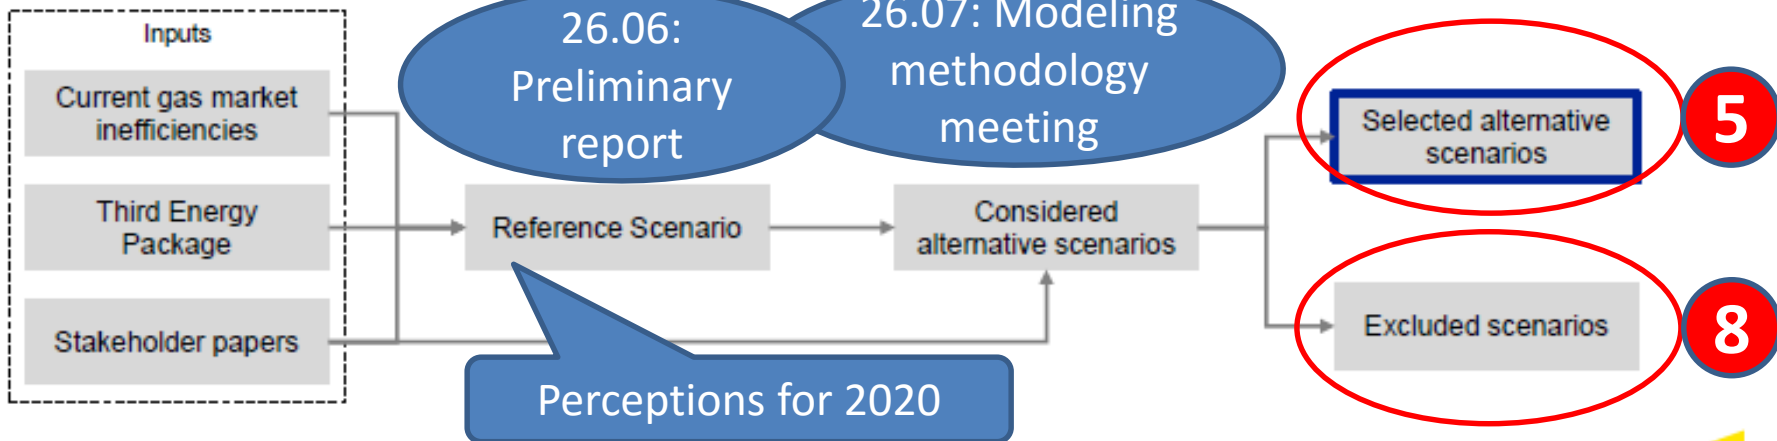 Inputs
Current gas market
inefficiencies
Third Energy
Package
Stakeholder papers
26.06:
Preliminary
report
26.07: Modeling
methodology
meeting
Reference Scenario
Considered
alternative scenarios
Selected alternative
scenarios
5
Excluded scenarios
8
Perceptions for 2020